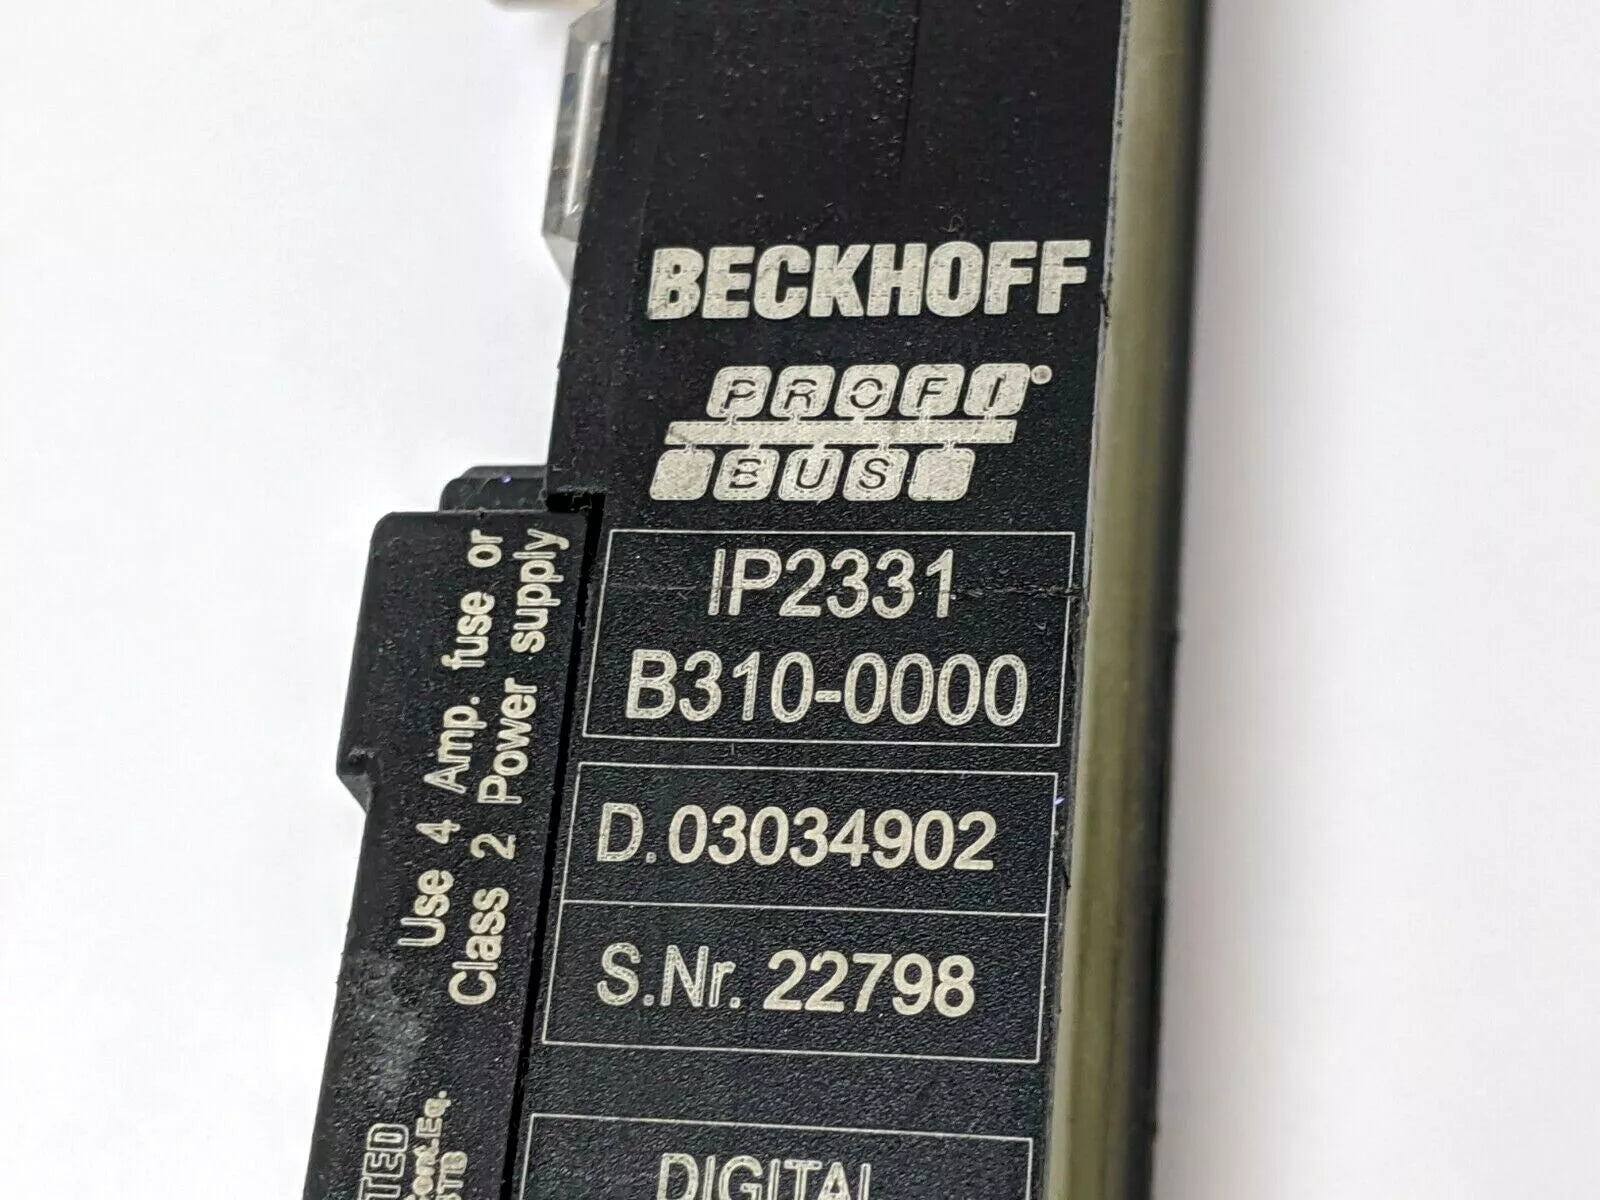 BECKHOFF
PROFI®
BUS
IP2331
B310-0000
D.03034902
S.Nr. 22798
DIGITAL
Use 4 Amp. fuse or
Class 2 Power supply